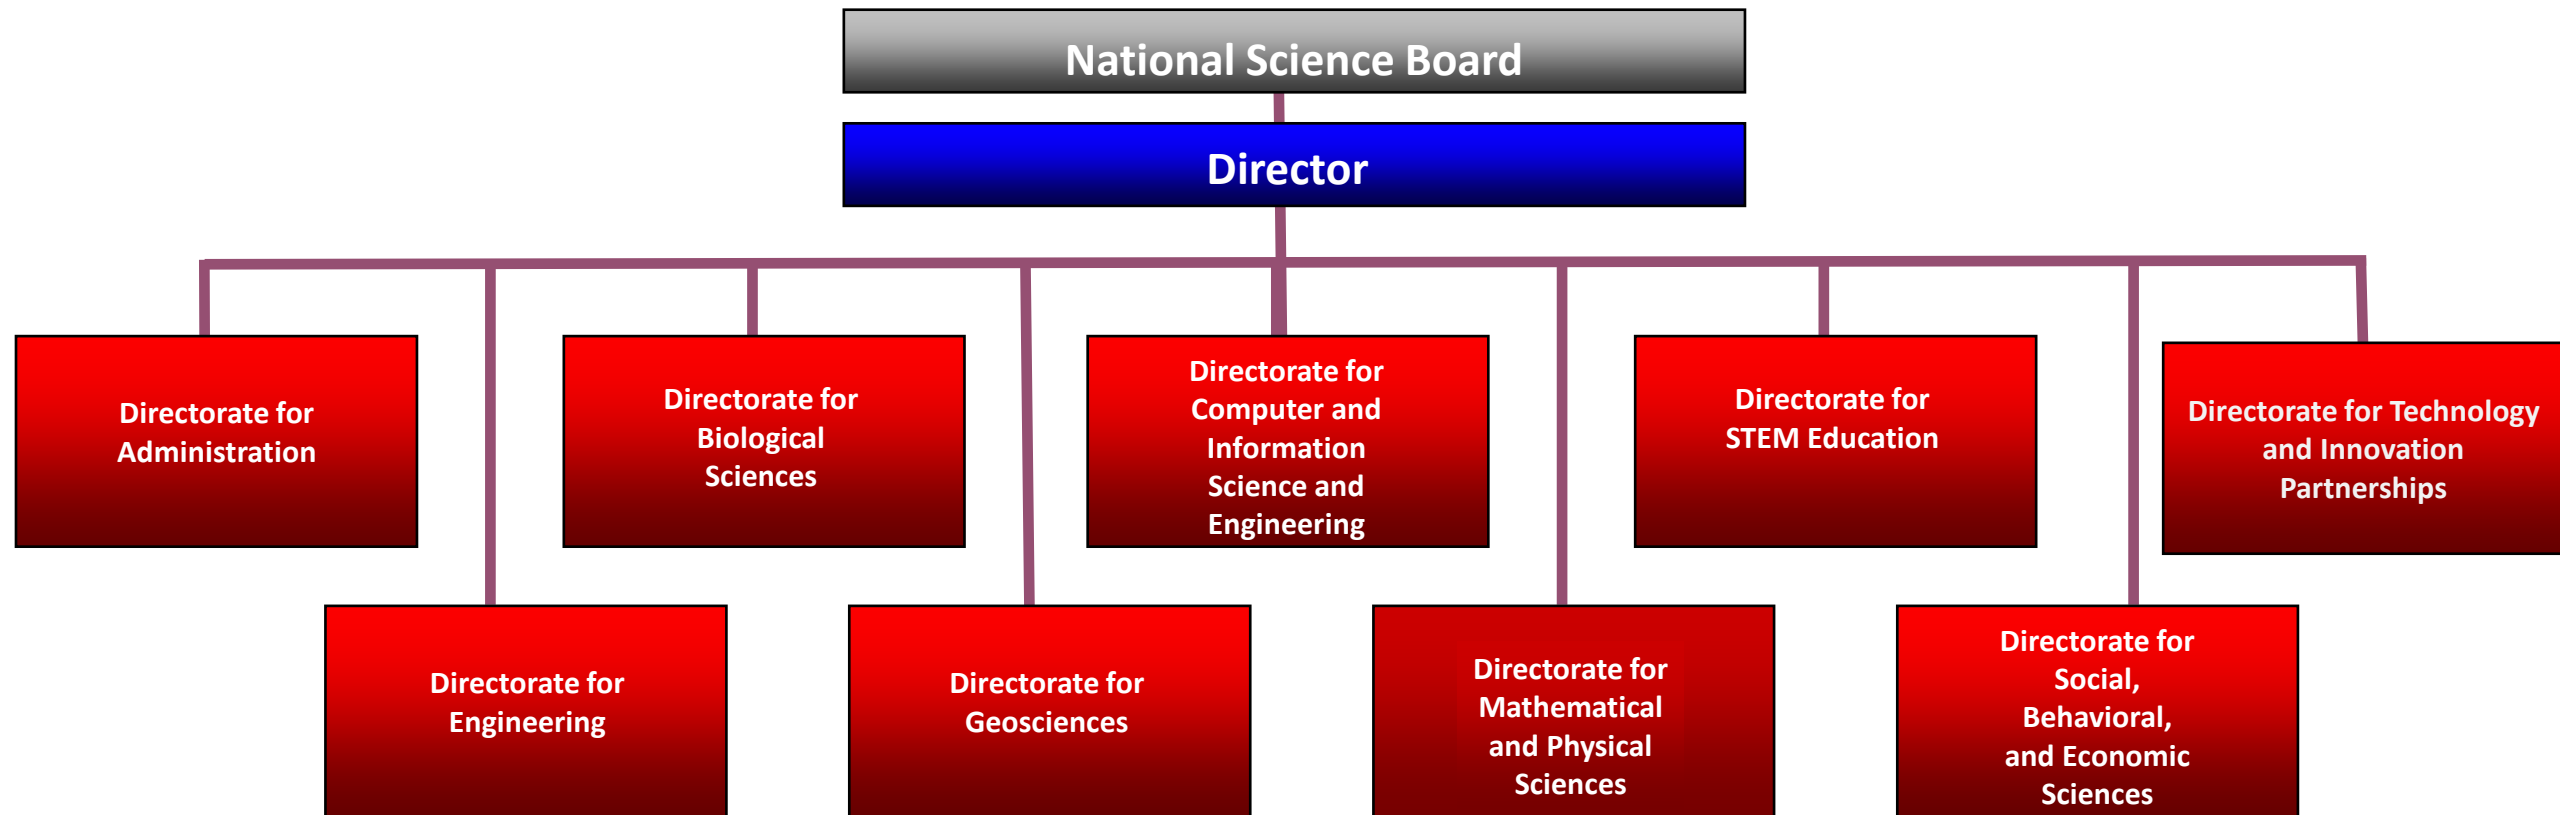 National Science Board
Director
Directorate for
Administration
Directorate for
Biological
Sciences
Directorate for
Computer and
Information
Science and
Engineering
Directorate for
STEM Education
Directorate for Technology
and Innovation
Partnerships
Directorate for
Engineering
Directorate for
Geosciences
Directorate for
Mathematical
and Physical
Sciences
Directorate for
Social,
Behavioral,
and Economic
Sciences